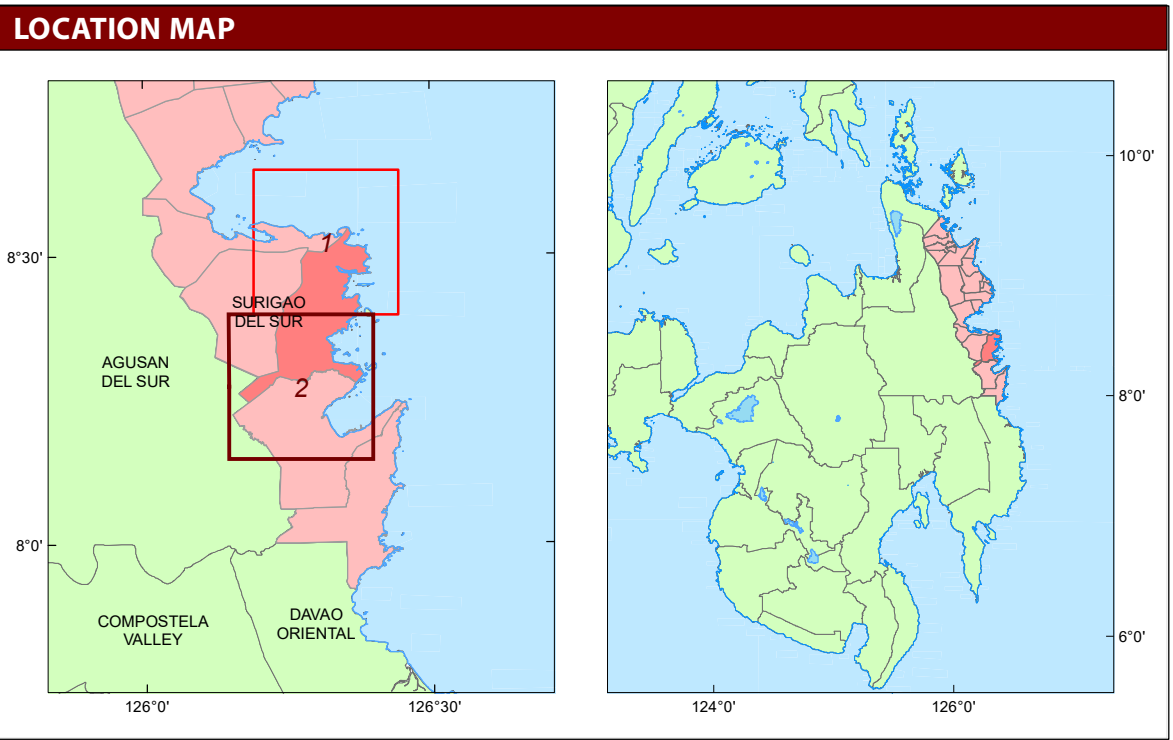 LOCATION MAP
1
8°30'
SURIGAO
DEL SUR
AGUSAN
DEL SUR
2
8°0'
COMPOSTELA
VALLEY
DAVAO
ORIENTAL
126°0'
126°30'
10°0'
8°0'
6°0'
124°0'
126°0'